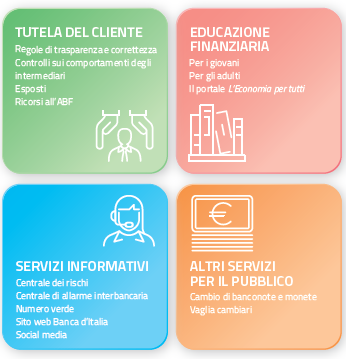 TUTELA DEL CLIENTE
Regole di trasparenza e correttezza
Controlli sui comportamenti degli
intermediari
Esposti
Ricorsi all'ABF
EDUCAZIONE
FINANZIARIA
Per i giovani
Per gli adulti
Il portale L'Economia per tutti
SERVIZI INFORMATIVI
Centrale dei rischi
Centrale di allarme interbancaria
Numero verde
Sito web Banca d'Italia
Social media
€
ALTRI SERVIZI
PER IL PUBBLICO
Cambio di banconote e monete
Vaglia cambiari